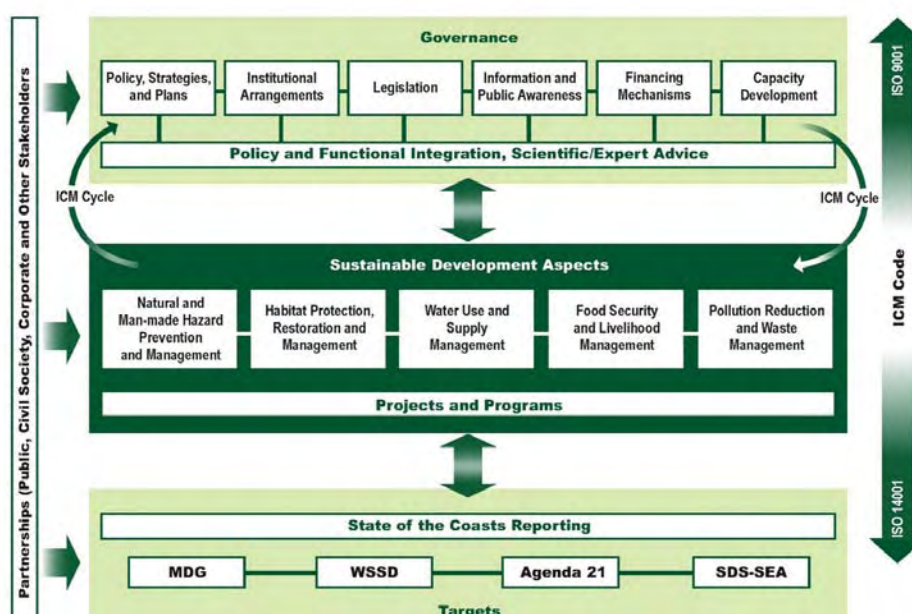 Partnerships (Public, Civil Society, Corporate and Other Stakeholders
Governance
Policy, Strategies,
and Plans
Institutional
Arrangements
Legislation
Information and
Public Awareness
Financing
Mechanisms
Capacity
Development
Policy and Functional Integration, Scientific/Expert Advice
ICM Cycle
ICM Cycle
Sustainable Development Aspects
Natural and
Man-made Hazard
Prevention
and Management
Habitat Protection,
Restoration and
Management
Water Use and
Supply
Management
Food Security
and Livelihood
Management
Pollution Reduction
and Waste
Management
Projects and Programs
State of the Coasts Reporting
MDG
WSSD
Agenda 21
SDS-SEA
Targets
ISO 9001
ICM Code
ISO 14001